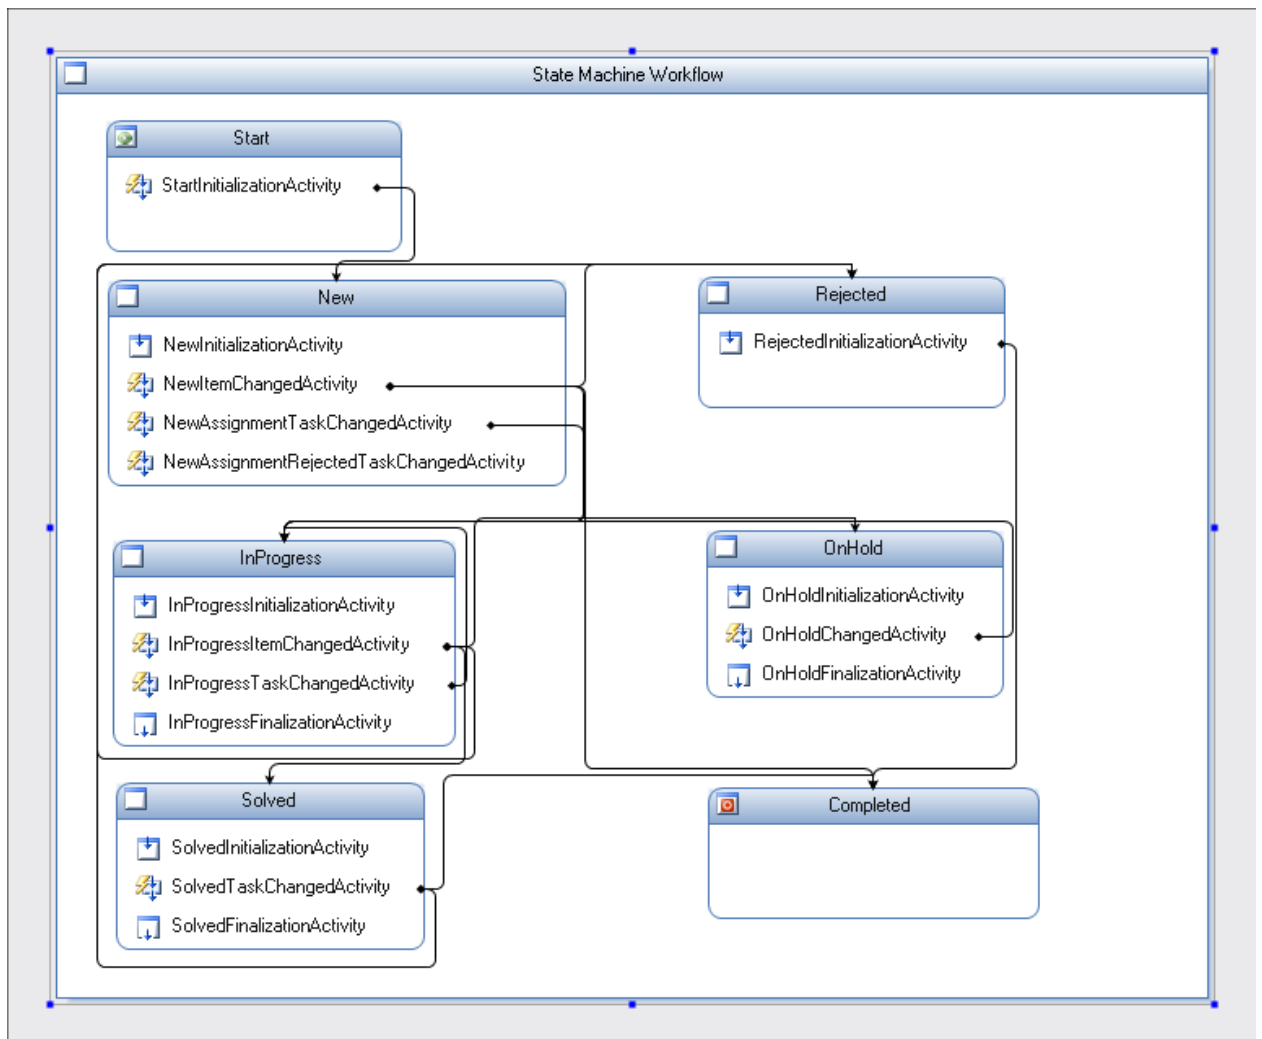 State Machine Workflow
Start
StartInitializationActivity
New
NewInitializationActivity
NewItemChangedActivity
NewAssignmentTaskChangedActivity
NewAssignmentRejectedTaskChangedActivity
Rejected
RejectedInitializationActivity
InProgress
InProgressInitializationActivity
InProgressItemChangedActivity
InProgressTaskChangedActivity
InProgressFinalizationActivity
OnHold
OnHoldInitializationActivity
OnHoldChangedActivity
OnHoldFinalizationActivity
Solved
SolvedInitializationActivity
SolvedTaskChangedActivity
SolvedFinalizationActivity
Completed